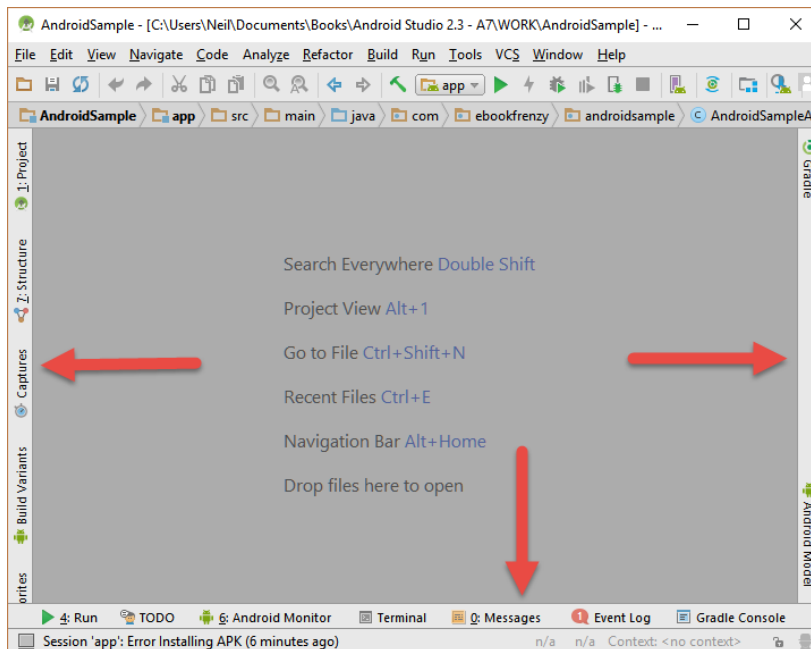 AndroidSample - [C:\Users\Neil\Documents\Books\Android Studio 2.3 - A7\WORK\AndroidSample] - ...
File Edit View Navigate Code Analyze Refactor Build Run Tools VCS Window Help
app
AndroidSample app src main java com ebookfrenzy androidsample C AndroidSampleA
1: Project
7: Structure
Captures
Build Variants
orites
Search Everywhere Double Shift
Project View Alt+1
Go to File Ctrl+Shift+N
Recent Files Ctrl+E
Navigation Bar Alt+Home
Drop files here to open
Gradle
Android Model
4: Run TODO 6: Android Monitor Terminal 0: Messages 1 Event Log Gradle Console
Session 'app': Error Installing APK (6 minutes ago) n/a n/a Context: <no context>